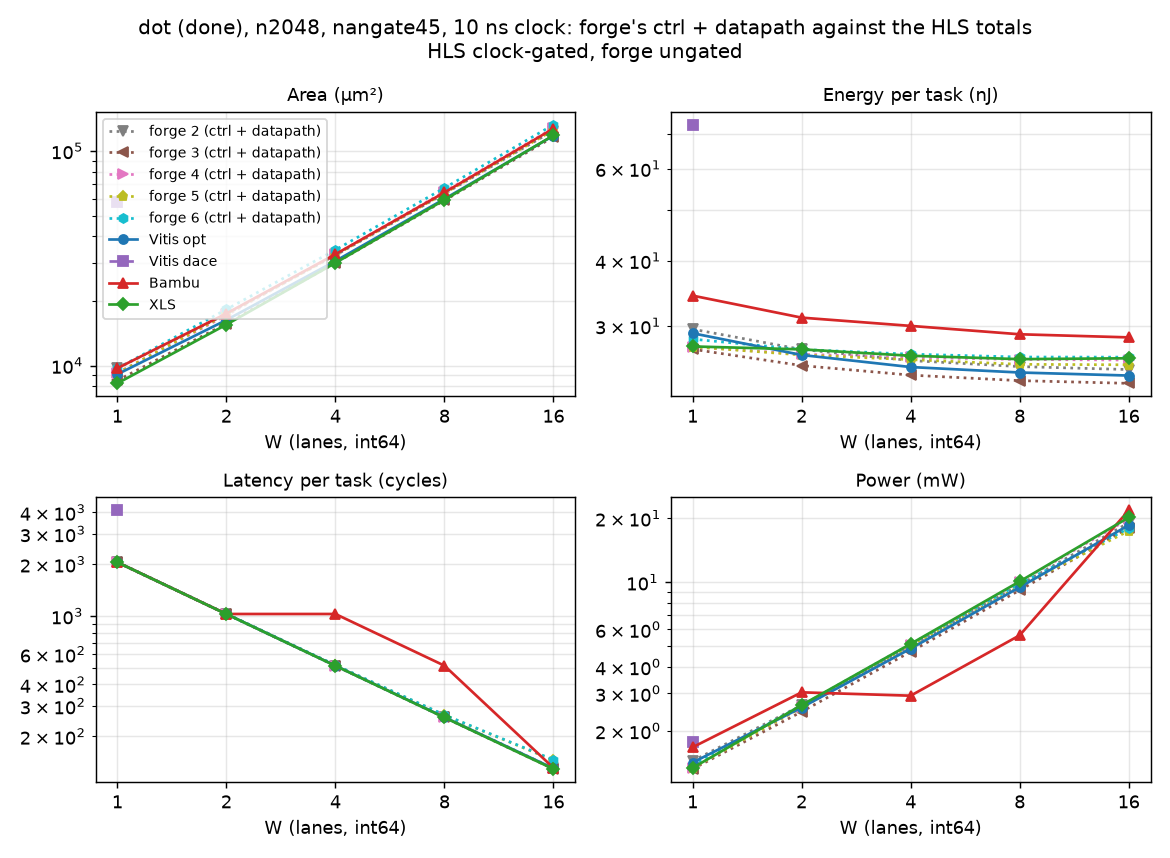 dot (done), n2048, nangate45, 10 ns clock: forge's ctrl + datapath against the HLS totals
HLS clock-gated, forge ungated
Area (µm²)
10⁵
10⁴
forge 2 (ctrl + datapath)
forge 3 (ctrl + datapath)
forge 4 (ctrl + datapath)
forge 5 (ctrl + datapath)
forge 6 (ctrl + datapath)
Vitis opt
Vitis dace
Bambu
XLS
1 2 4 8 16
W (lanes, int64)
Energy per task (nJ)
6 × 10¹
4 × 10¹
3 × 10¹
1 2 4 8 16
W (lanes, int64)
Latency per task (cycles)
4 × 10³
3 × 10³
2 × 10³
10³
6 × 10²
4 × 10²
3 × 10²
2 × 10²
1 2 4 8 16
W (lanes, int64)
Power (mW)
2 × 10¹
10¹
6 × 10⁰
4 × 10⁰
3 × 10⁰
2 × 10⁰
1 2 4 8 16
W (lanes, int64)